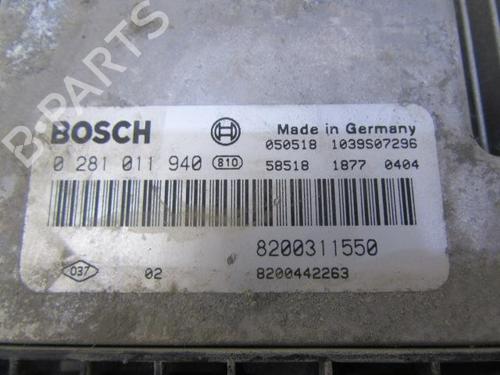 B-PARTS
BOSCH
Made in Germany
050518 1039S07296
0 281 011 940 810 58518 1877 0404
8200311550
037 02 8200442263